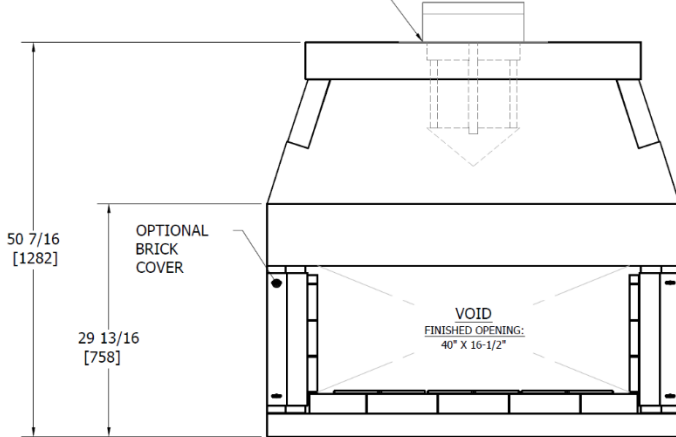 50 7/16
[1282]
OPTIONAL
BRICK
COVER
29 13/16
[758]
VOID
FINISHED OPENING:
40" X 16-1/2"